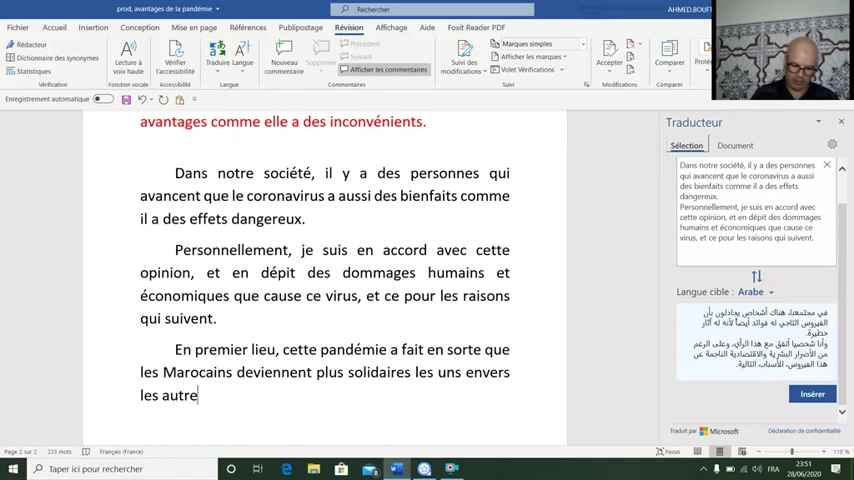 prod, avantages de la pandémie
Rechercher
AHMED.BOUF
Fichier Accueil Insertion Conception Mise en page Références Publipostage Révision Affichage Aide Foxit Reader PDF
Rédacteur
Dictionnaire des synonymes
Statistiques
Vérification
Lecture à
voix haute
Fonction vocale
Vérifier
l'accessibilité
Accessibilité
Traduire Langue
Langue
Nouveau
commentaire
Supprimer
Précédent
Suivant
Afficher les commentaires
Commentaires
Suivi des
modifications
Marques simples
Afficher les marques
Volet Vérifications
Suivi
Accepter
Modifications
Comparer
Comparer
Enregistrement automatique
avantages comme elle a des inconvénients.
Dans notre société, il y a des personnes qui
avancent que le coronavirus a aussi des bienfaits comme
il a des effets dangereux.
Personnellement, je suis en accord avec cette
opinion, et en dépit des dommages humains et
économiques que cause ce virus, et ce pour les raisons
qui suivent.
En premier lieu, cette pandémie a fait en sorte que
les Marocains deviennent plus solidaires les uns envers
les autre
Traducteur
Sélection Document
Dans notre société, il y a des personnes
qui avancent que le coronavirus a aussi
des bienfaits comme il a des effets
dangereux.
Personnellement, je suis en accord avec
cette opinion, et en dépit des dommages
humains et économiques que cause ce
virus, et ce pour les raisons qui suivent.
Langue cible : Arabe
في مجتمعنا، هناك أشخاص يجادلون بأن
الفيروس التاجي له فوائد أيضاً لأنه له آثار
خطيرة.
وأنا شخصيا أتفق مع هذا الرأي، وعلى الرغم
من الأضرار البشرية والاقتصادية الناجمة عن
هذا الفيروس، للأسباب التالية.
Insérer
Traduit par Microsoft Déclaration de confidentialité
Page 2 sur 2 233 mots Français (France)
Focus
110 %
Taper ici pour rechercher
FRA
23:51
28/06/2020